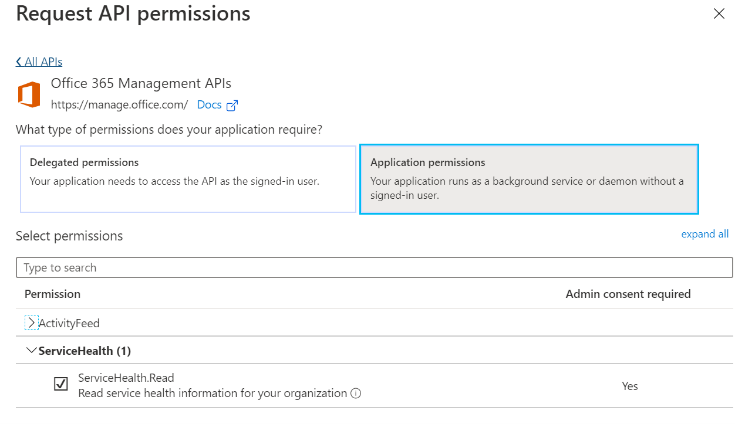 Request API permissions
All APIs
Office 365 Management APIs
https://manage.office.com/ Docs
What type of permissions does your application require?
Delegated permissions
Your application needs to access the API as the signed-in user.
Application permissions
Your application runs as a background service or daemon without a
signed-in user.
Select permissions
expand all
Type to search
Permission
Admin consent required
ActivityFeed
ServiceHealth (1)
ServiceHealth.Read
Read service health information for your organization
Yes